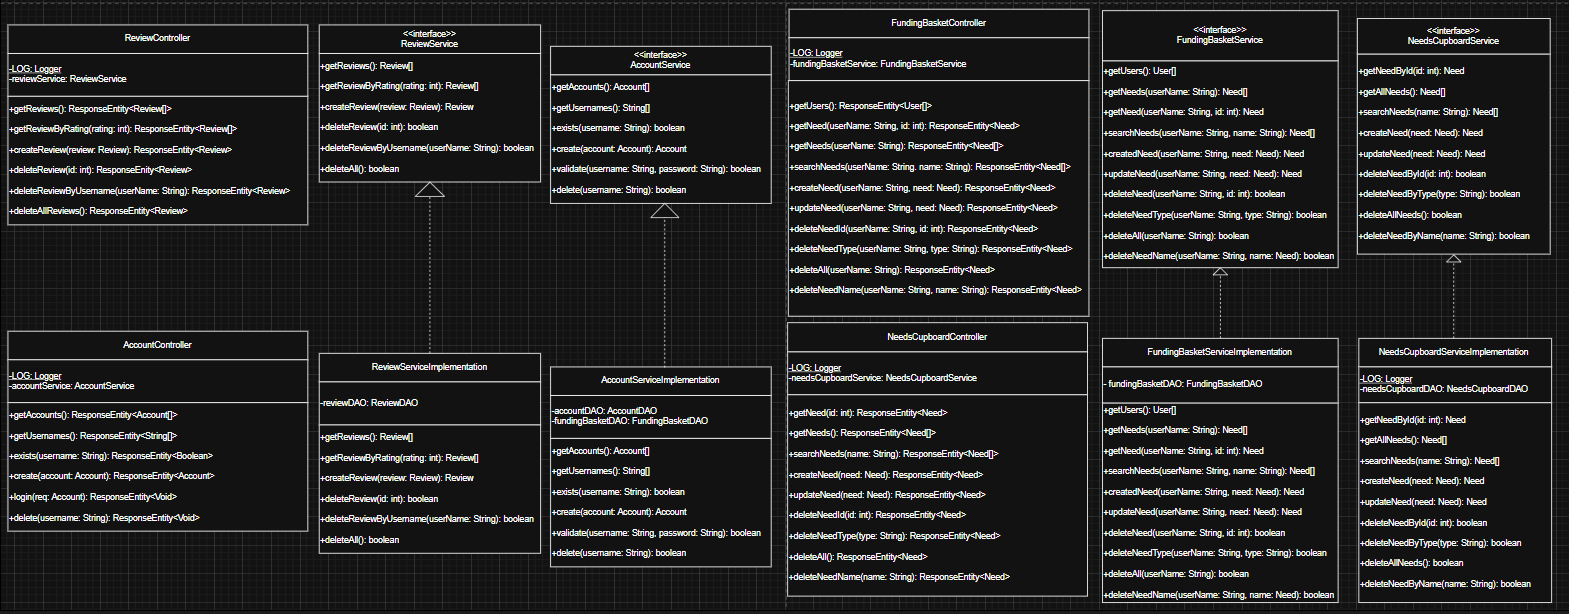 ReviewController
-LOG: Logger
-reviewService: ReviewService
+getReviews(): ResponseEntity<Review[]>
+getReviewByRating(rating: int): ResponseEntity<Review[]>
+createReview(review: Review): ResponseEntity<Review>
+deleteReview(id: int): ResponseEntity<Review>
+deleteReviewByUsername(userName: String): ResponseEntity<Review>
+deleteAllReviews(): ResponseEntity<Review>
<<interface>>
ReviewService
+getReviews(): Review[]
+getReviewByRating(rating: int): Review[]
+createReview(review: Review): Review
+deleteReview(id: int): boolean
+deleteReviewByUsername(userName: String): boolean
+deleteAll(): boolean
<<interface>>
AccountService
+getAccounts(): Account[]
+getUsernames(): String[]
+exists(username: String): boolean
+create(account: Account): Account
+validate(username: String, password: String): boolean
+delete(username: String): boolean
FundingBasketController
-LOG: Logger
-fundingBasketService: FundingBasketService
+getUsers(): ResponseEntity<User[]>
+getNeed(userName: String, id: int): ResponseEntity<Need>
+getNeeds(userName: String): ResponseEntity<Need[]>
+searchNeeds(userName: String. name: String): ResponseEntity<Need[]>
+createNeed(userName: String, need: Need): ResponseEntity<Need>
+updateNeed(userName: String, need: Need): ResponseEntity<Need>
+deleteNeedId(userName: String, id: int): ResponseEntity<Need>
+deleteNeedType(userName: String, type: String): ResponseEntity<Need>
+deleteAll(userName: String): ResponseEntity<Need>
+deleteNeedName(userName: String, name: String): ResponseEntity<Need>
<<interface>>
FundingBasketService
+getUsers(): User[]
+getNeeds(userName: String): Need[]
+getNeed(userName: String, id: int): Need
+searchNeeds(userName: String, name: String): Need[]
+createdNeed(userName: String, need: Need): Need
+updateNeed(userName: String, need: Need): Need
+deleteNeed(userName: String, id: int): boolean
+deleteNeedType(userName: String, type: String): boolean
+deleteAll(userName: String): boolean
+deleteNeedName(userName: String, name: Need): boolean
<<interface>>
NeedsCupboardService
+getNeedById(id: int): Need
+getAllNeeds(): Need[]
+searchNeeds(name: String): Need[]
+createNeed(need: Need): Need
+updateNeed(need: Need): Need
+deleteNeedById(id: int): boolean
+deleteNeedByType(type: String): boolean
+deleteAllNeeds(): boolean
+deleteNeedByName(name: String): boolean
AccountController
-LOG: Logger
-accountService: AccountService
+getAccounts(): ResponseEntity<Account[]>
+getUsernames(): ResponseEntity<String[]>
+exists(username: String): ResponseEntity<Boolean>
+create(account: Account): ResponseEntity<Account>
+login(req: Account): ResponseEntity<Void>
+delete(username: String): ResponseEntity<Void>
ReviewServiceImplementation
-reviewDAO: ReviewDAO
+getReviews(): Review[]
+getReviewByRating(rating: int): Review[]
+createReview(review: Review): Review
+deleteReview(id: int): boolean
+deleteReviewByUsername(userName: String): boolean
+deleteAll(): boolean
AccountServiceImplementation
-accountDAO: AccountDAO
-fundingBasketDAO: FundingBasketDAO
+getAccounts(): Account[]
+getUsernames(): String[]
+exists(username: String): boolean
+create(account: Account): Account
+validate(username: String, password: String): boolean
+delete(username: String): boolean
NeedsCupboardController
-LOG: Logger
-needsCupboardService: NeedsCupboardService
+getNeed(id: int): ResponseEntity<Need>
+getNeeds(): ResponseEntity<Need[]>
+searchNeeds(name: String): ResponseEntity<Need[]>
+createNeed(need: Need): ResponseEntity<Need>
+updateNeed(need: Need): ResponseEntity<Need>
+deleteNeedId(id: int): ResponseEntity<Need>
+deleteNeedType(type: String): ResponseEntity<Need>
+deleteAll(): ResponseEntity<Need>
+deleteNeedName(name: String): ResponseEntity<Need>
FundingBasketServiceImplementation
- fundingBasketDAO: FundingBasketDAO
+getUsers(): User[]
+getNeeds(userName: String): Need[]
+getNeed(userName: String, id: int): Need
+searchNeeds(userName: String, name: String): Need[]
+createdNeed(userName: String, need: Need): Need
+updateNeed(userName: String, need: Need): Need
+deleteNeed(userName: String, id: int): boolean
+deleteNeedType(userName: String, type: String): boolean
+deleteAll(userName: String): boolean
+deleteNeedName(userName: String, name: Need): boolean
NeedsCupboardServiceImplementation
-LOG: Logger
-needsCupboardDAO: NeedsCupboardDAO
+getNeedById(id: int): Need
+getAllNeeds(): Need[]
+searchNeeds(name: String): Need[]
+createNeed(need: Need): Need
+updateNeed(need: Need): Need
+deleteNeedById(id: int): boolean
+deleteNeedByType(type: String): boolean
+deleteAllNeeds(): boolean
+deleteNeedByName(name: String): boolean